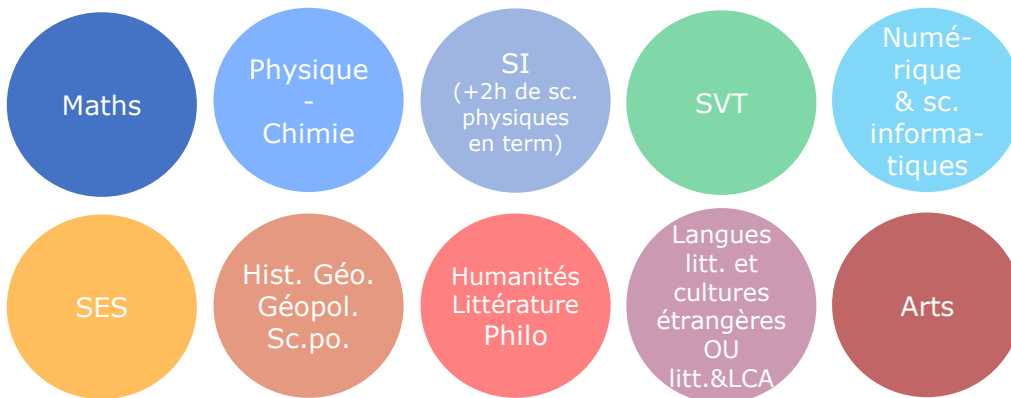 Maths
Physique
-
Chimie
SI
(+2h de sc.
physiques
en term)
SVT
Numé-
rique
& sc.
informa-
tiques
SES
Hist. Géo.
Géopol.
Sc.po.
Humanités
Littérature
Philo
Langues
litt. et
cultures
étrangères
OU
litt.&LCA
Arts